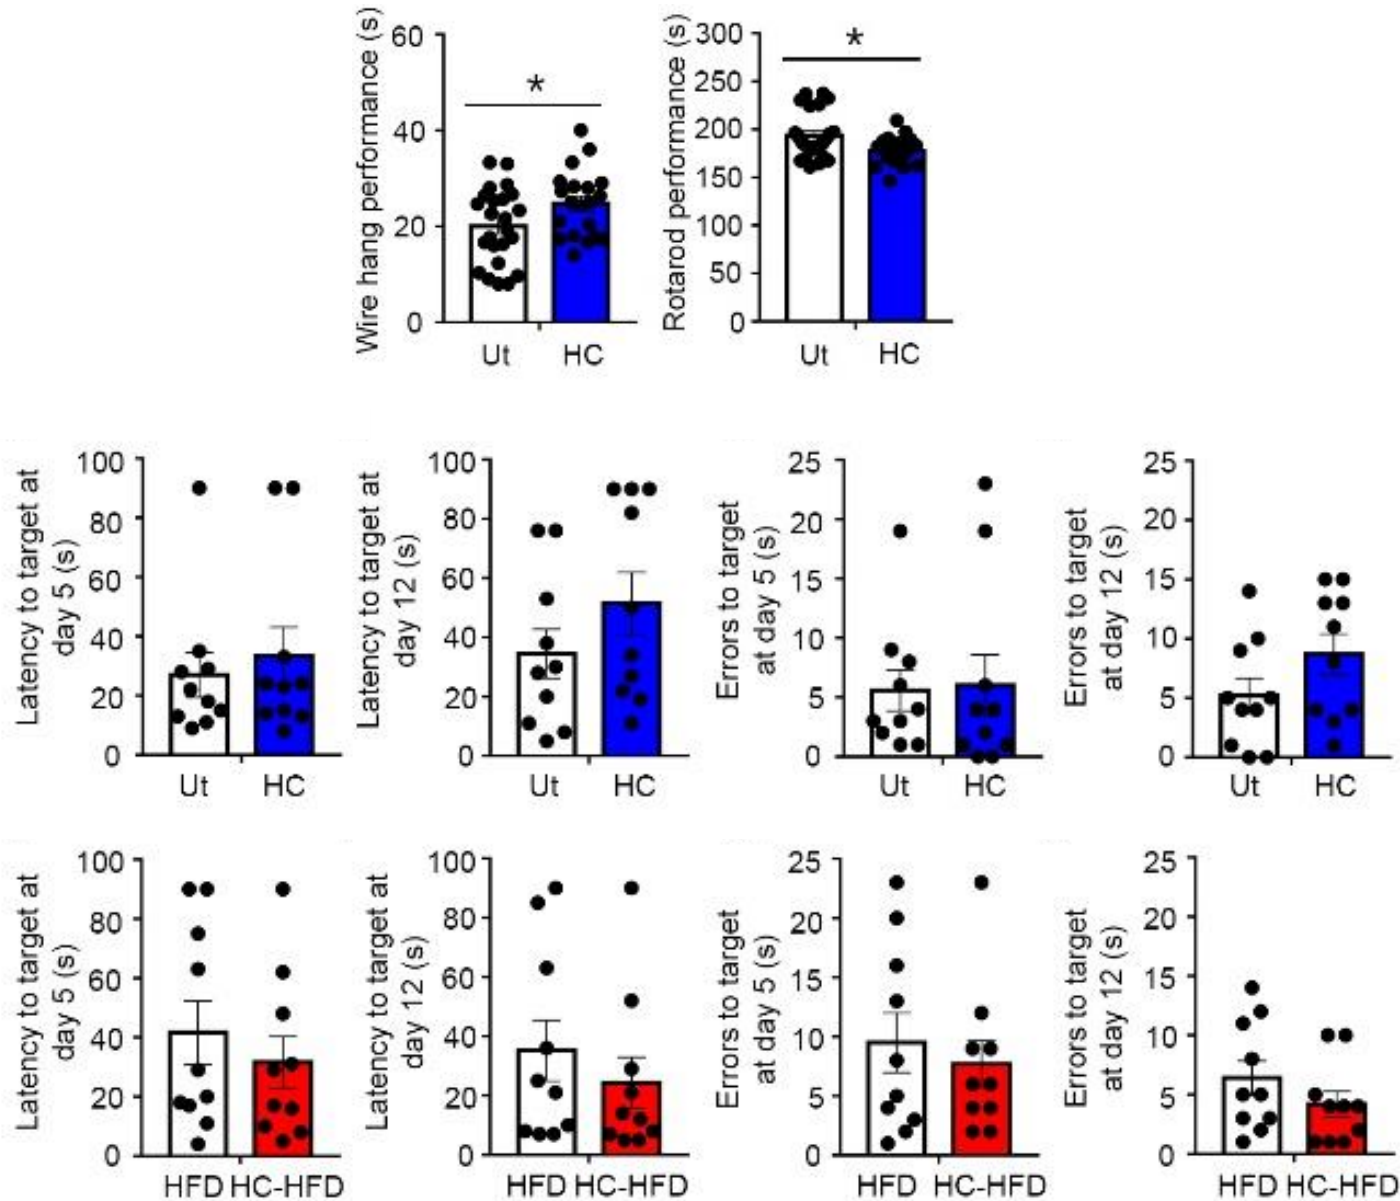 Wire hang performance (s)
60
40
20
0
*
Ut HC
Rotarod performance (s)
300
250
200
150
100
50
0
*
Ut HC
Latency to target at
day 5 (s)
100
80
60
40
20
0
Ut HC
Latency to target at
day 12 (s)
100
80
60
40
20
0
Ut HC
Errors to target
at day 5 (s)
25
20
15
10
5
0
Ut HC
Errors to target
at day 12 (s)
25
20
15
10
5
0
Ut HC
Latency to target at
day 5 (s)
100
80
60
40
20
0
HFD HC-HFD
Latency to target at
day 12 (s)
100
80
60
40
20
0
HFD HC-HFD
Errors to target
at day 5 (s)
25
20
15
10
5
0
HFD HC-HFD
Errors to target
at day 12 (s)
25
20
15
10
5
0
HFD HC-HFD